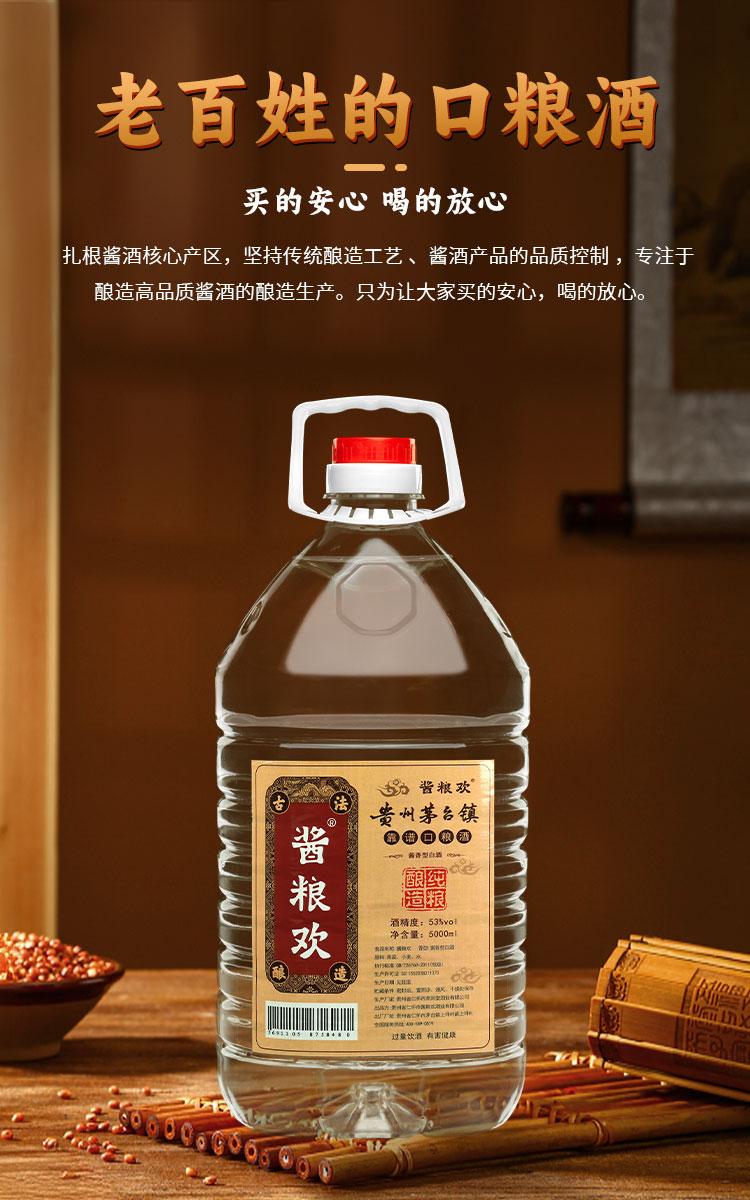 老百姓的口粮酒
买的安心 喝的放心
扎根酱酒核心产区，坚持传统酿造工艺、酱酒产品的品质控制，专注于
酿造高品质酱酒的酿造生产。只为让大家买的安心，喝的放心。
古法
酱粮欢®
酿造
酱粮欢®
贵州茅台镇
靠谱口粮酒
酱香型白酒
纯粮
酿造
酒精度：53%vol
净含量：5000ml
过量饮酒 有害健康